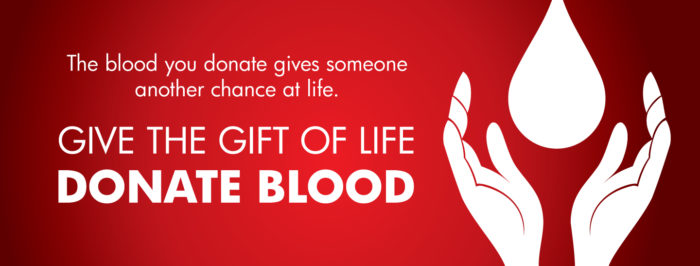 The blood you donate gives someone
another chance at life.
GIVE THE GIFT OF LIFE
DONATE BLOOD